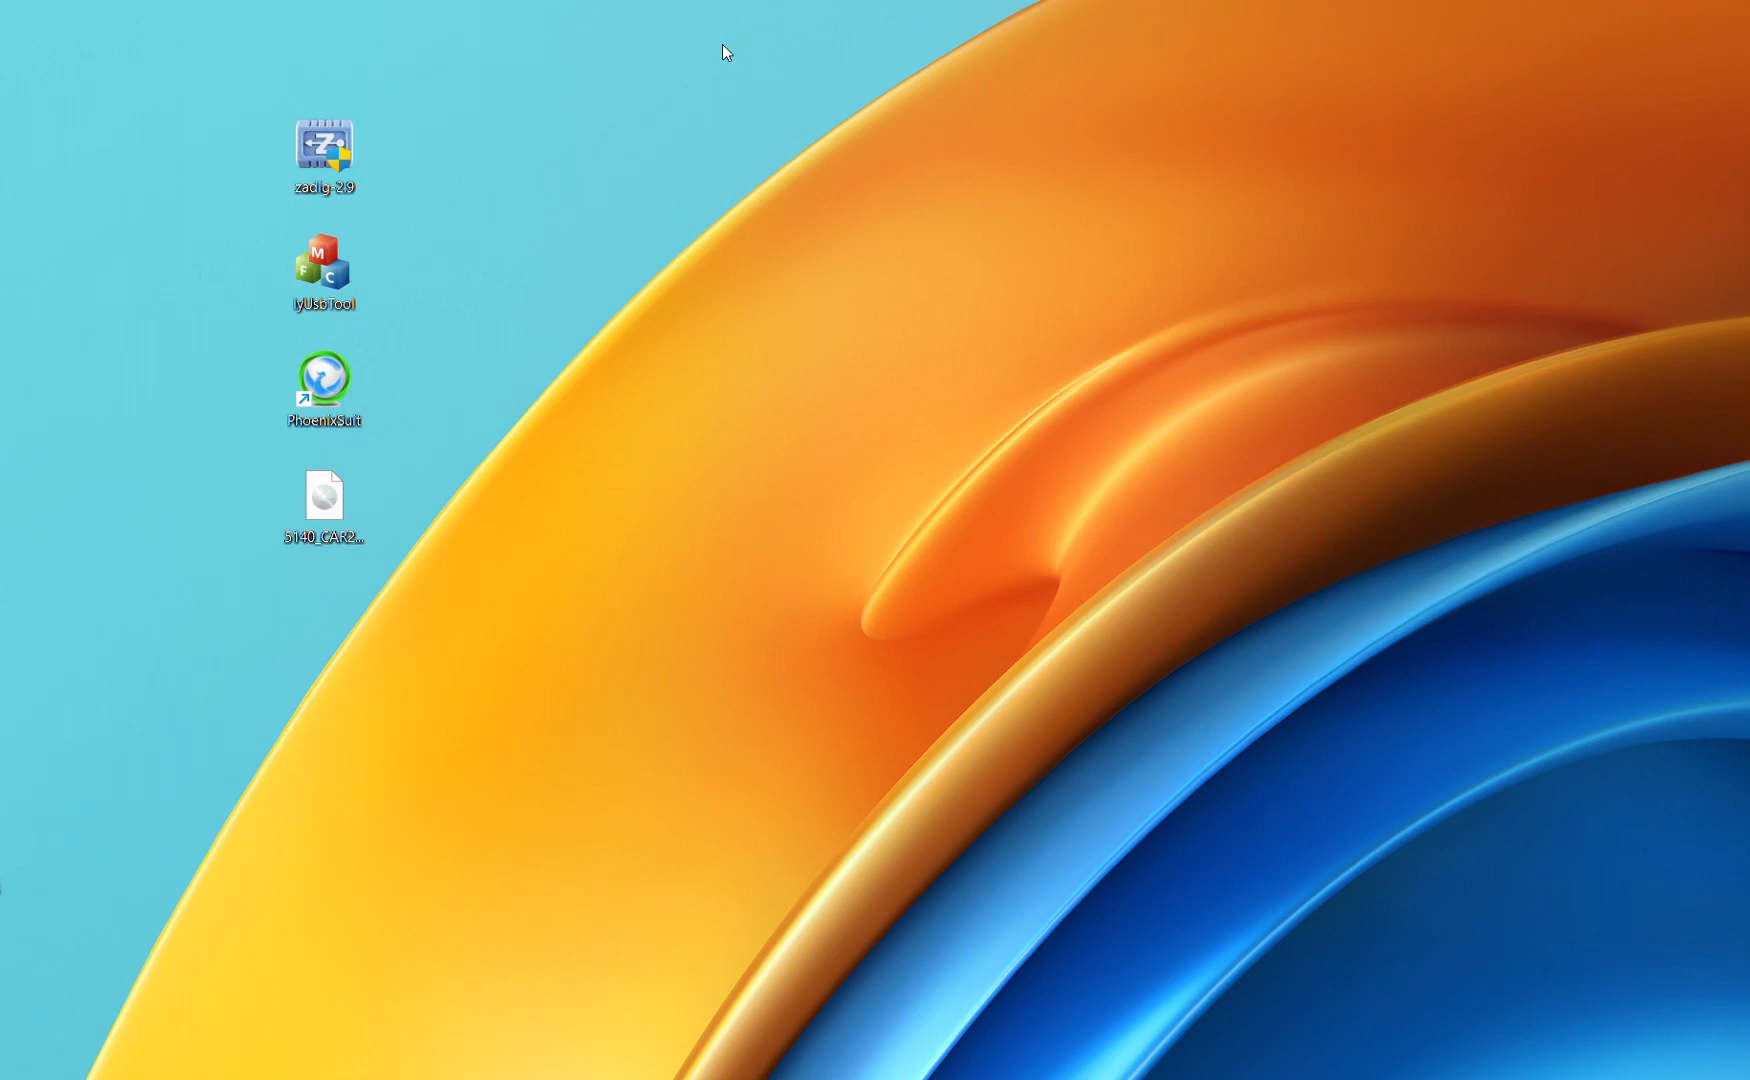 Z
zadig-2.9
M
F
C
lyUsbTool
PhoenixSuit
5140_CAR2...